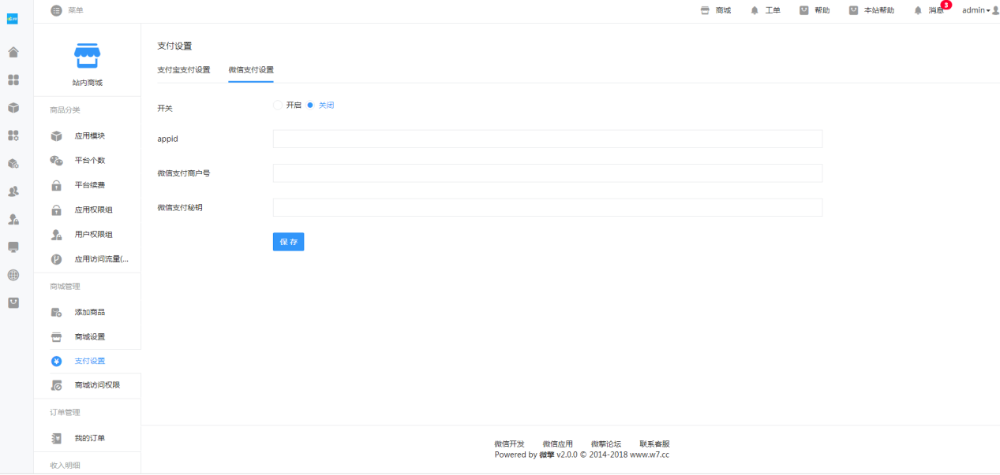 菜单
商城
工单
帮助
本站帮助
消息
3
admin
站内商城
商品分类
应用模块
平台个数
平台续费
应用权限组
用户权限组
应用访问流量(...
商城管理
添加商品
商城设置
支付设置
商城访问权限
订单管理
我的订单
收入明细
支付设置
支付宝支付设置 微信支付设置
开关 开启 关闭
appid
微信支付商户号
微信支付秘钥
保 存
微信开发 微信应用 微擎论坛 联系客服
Powered by 微擎 v2.0.0 © 2014-2018 www.w7.cc